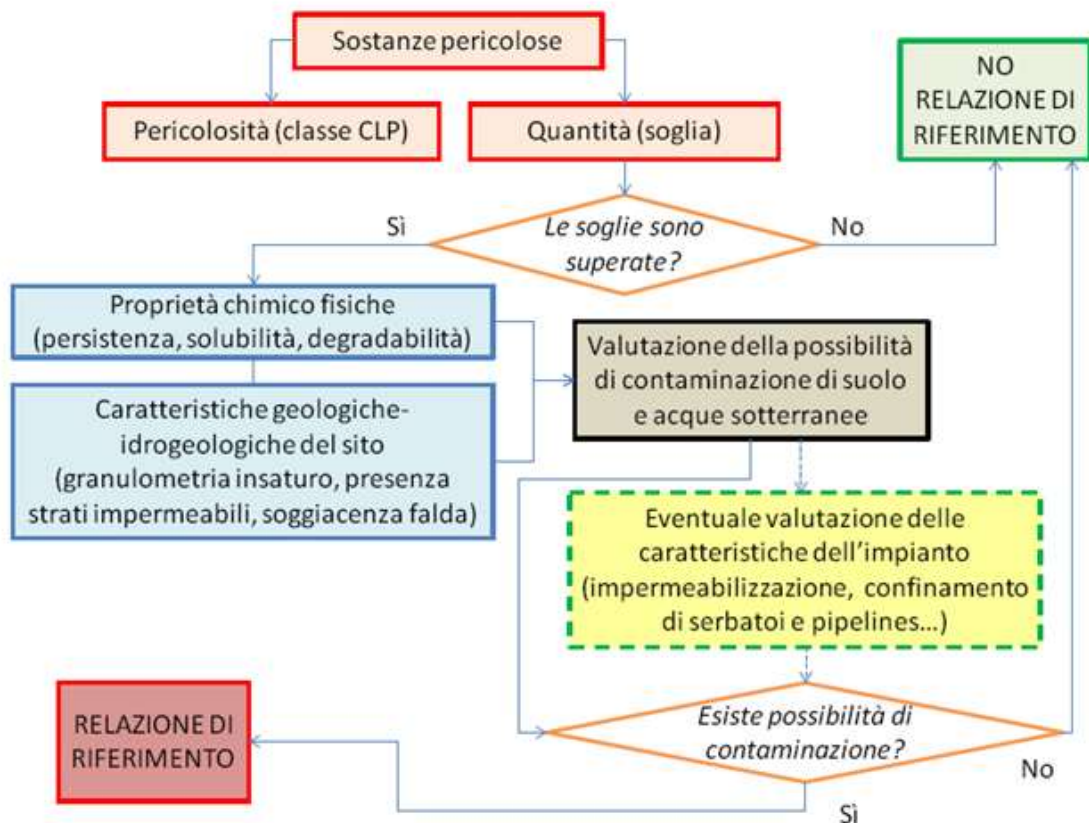 Sostanze pericolose
Pericolosità (classe CLP)
Quantità (soglia)
NO
RELAZIONE DI
RIFERIMENTO
Le soglie sono
superate?
Sì
No
Proprietà chimico fisiche
(persistenza, solubilità, degradabilità)
Caratteristiche geologiche-
idrogeologiche del sito
(granulometria insaturo, presenza
strati impermeabili, soggiacenza falda)
Valutazione della possibilità
di contaminazione di suolo
e acque sotterranee
Eventuale valutazione delle
caratteristiche dell'impianto
(impermeabilizzazione, confinamento
di serbatoi e pipelines...)
Esiste possibilità di
contaminazione?
No
Sì
RELAZIONE DI
RIFERIMENTO